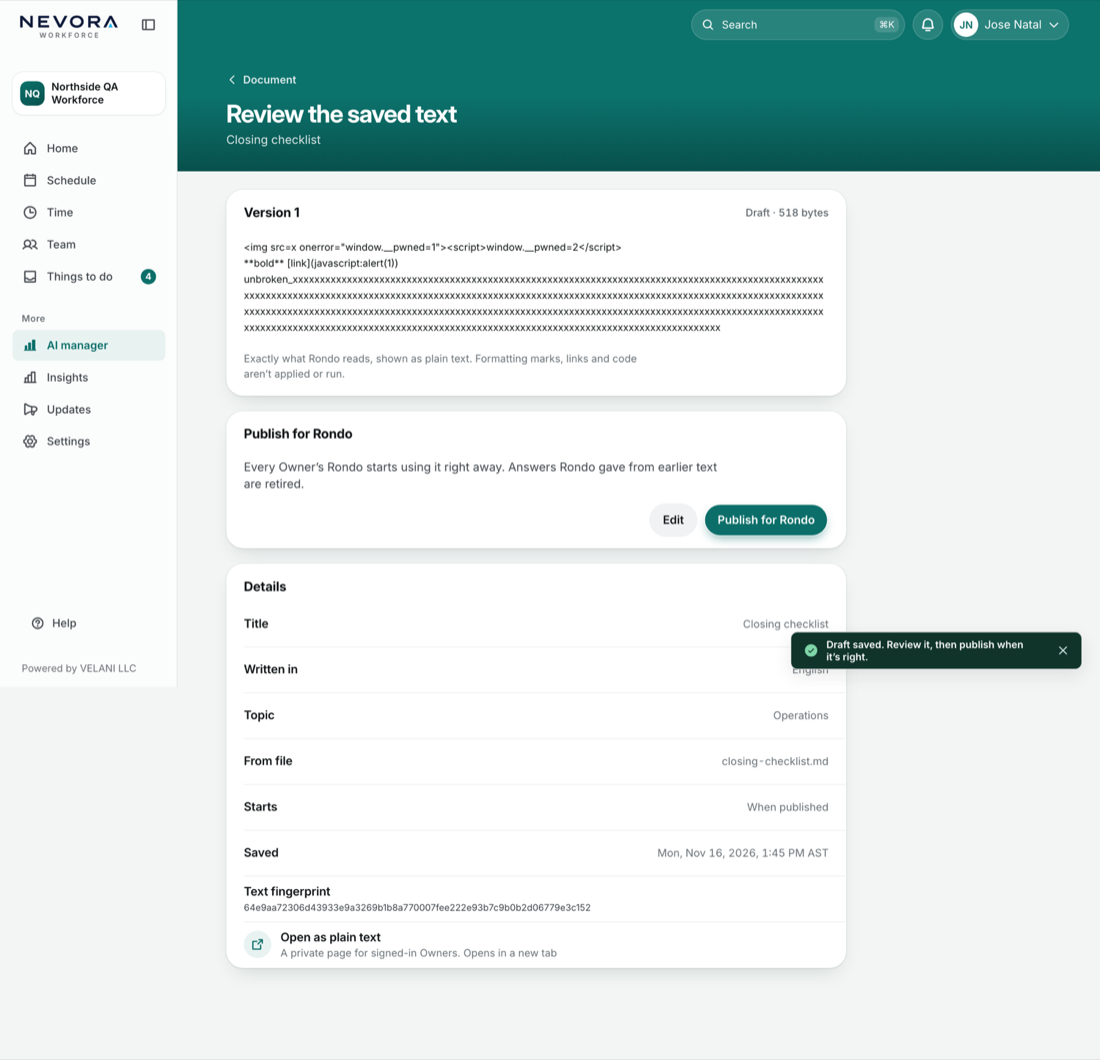 NEVORA
WORKFORCE
NQ
Northside QA
Workforce
Home
Schedule
Time
Team
Things to do 4
More
AI manager
Insights
Updates
Settings
Help
Powered by VELANI LLC
Search ⌘K
JN Jose Natal
Document
Review the saved text
Closing checklist
Version 1 Draft · 518 bytes
<img src=x onerror="window.__pwned=1"><script>window.__pwned=2</script>
**bold** [link](javascript:alert(1))
Exactly what Rondo reads, shown as plain text. Formatting marks, links and code
aren't applied or run.
Publish for Rondo
Every Owner's Rondo starts using it right away. Answers Rondo gave from earlier text
are retired.
Edit Publish for Rondo
Details
Title Closing checklist
Draft saved. Review it, then publish when
it's right.
Written in English
Topic Operations
From file closing-checklist.md
Starts When published
Saved Mon, Nov 16, 2026, 1:45 PM AST
Text fingerprint
64e9aa72306d43933e9a3269b1b8a770007fee222e93b7c9b0b2d06779e3c152
Open as plain text
A private page for signed-in Owners. Opens in a new tab